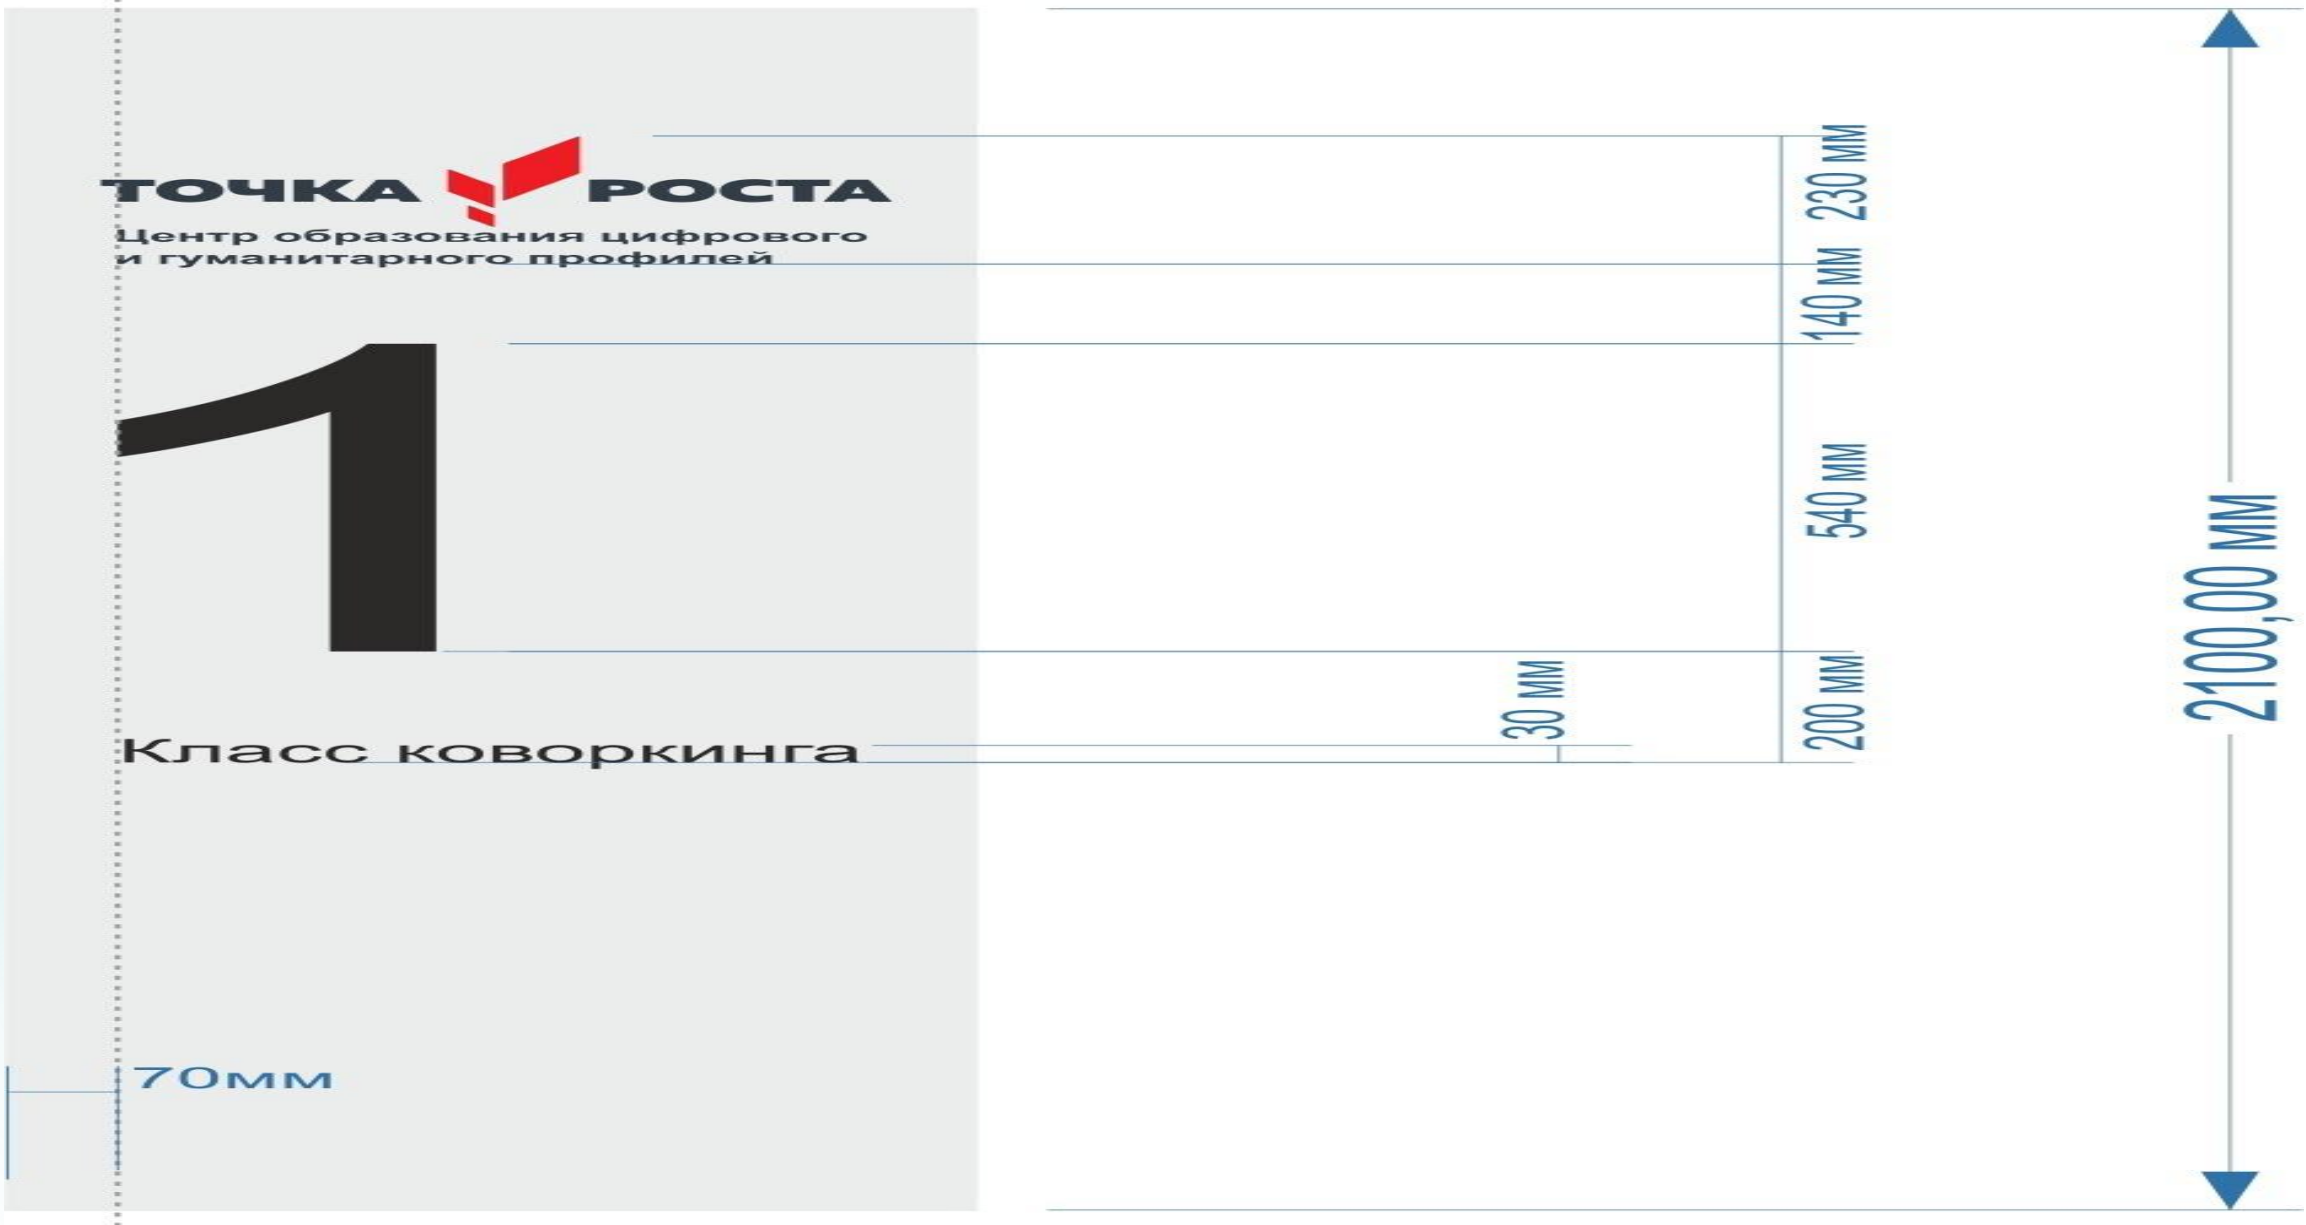 ТОЧКА РОСТА
Центр образования цифрового
и гуманитарного профилей
1
Класс коворкинга
70мм
30 мм
230 мм
140 мм
540 мм
200 мм
2100,00 мм